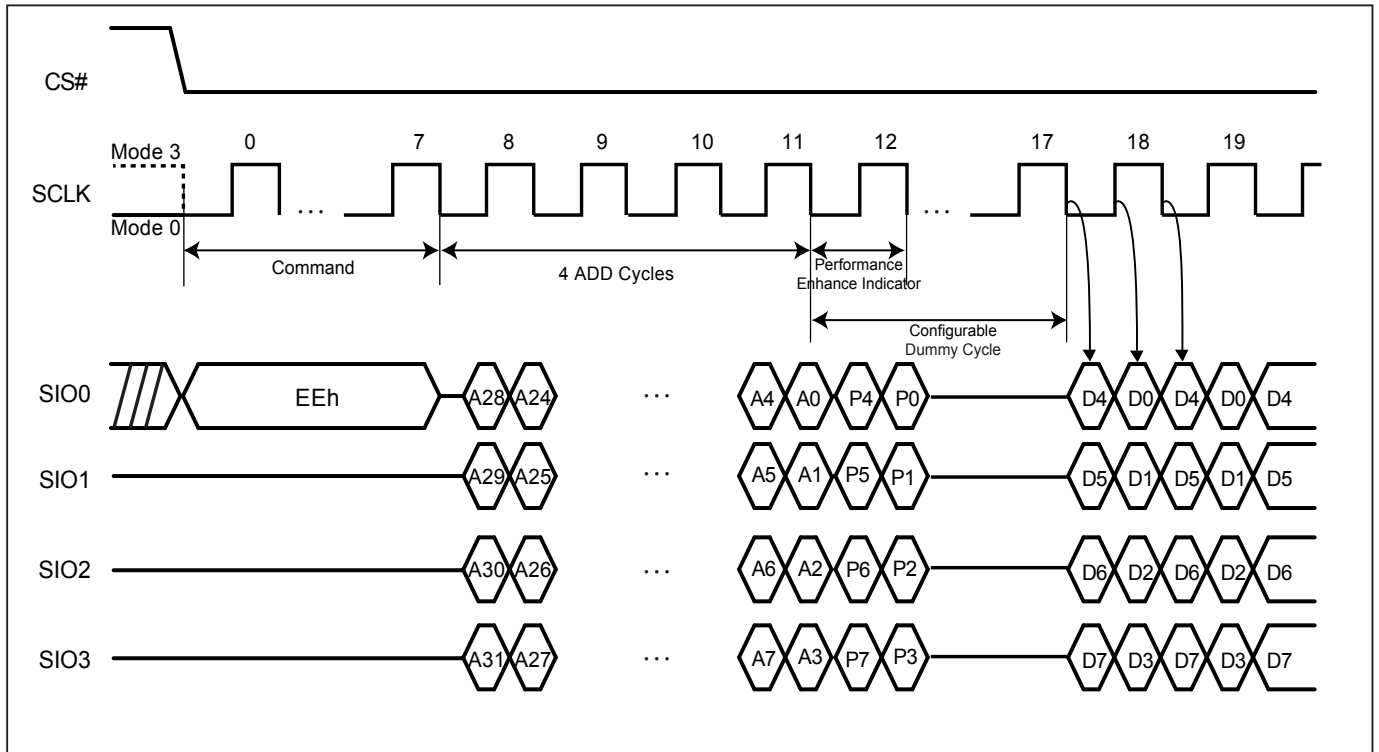 CS#
0 ... 7 8 9 10 11 12 ... 17 18 19
Mode 3
SCLK
Mode 0
Command
4 ADD Cycles
Performance
Enhance Indicator
Configurable
Dummy Cycle
SIO0 EEh A28 A24 ... A4 A0 P4 P0 D4 D0 D4 D0 D4
SIO1 A29 A25 ... A5 A1 P5 P1 D5 D1 D5 D1 D5
SIO2 A30 A26 ... A6 A2 P6 P2 D6 D2 D6 D2 D6
SIO3 A31 A27 ... A7 A3 P7 P3 D7 D3 D7 D3 D7